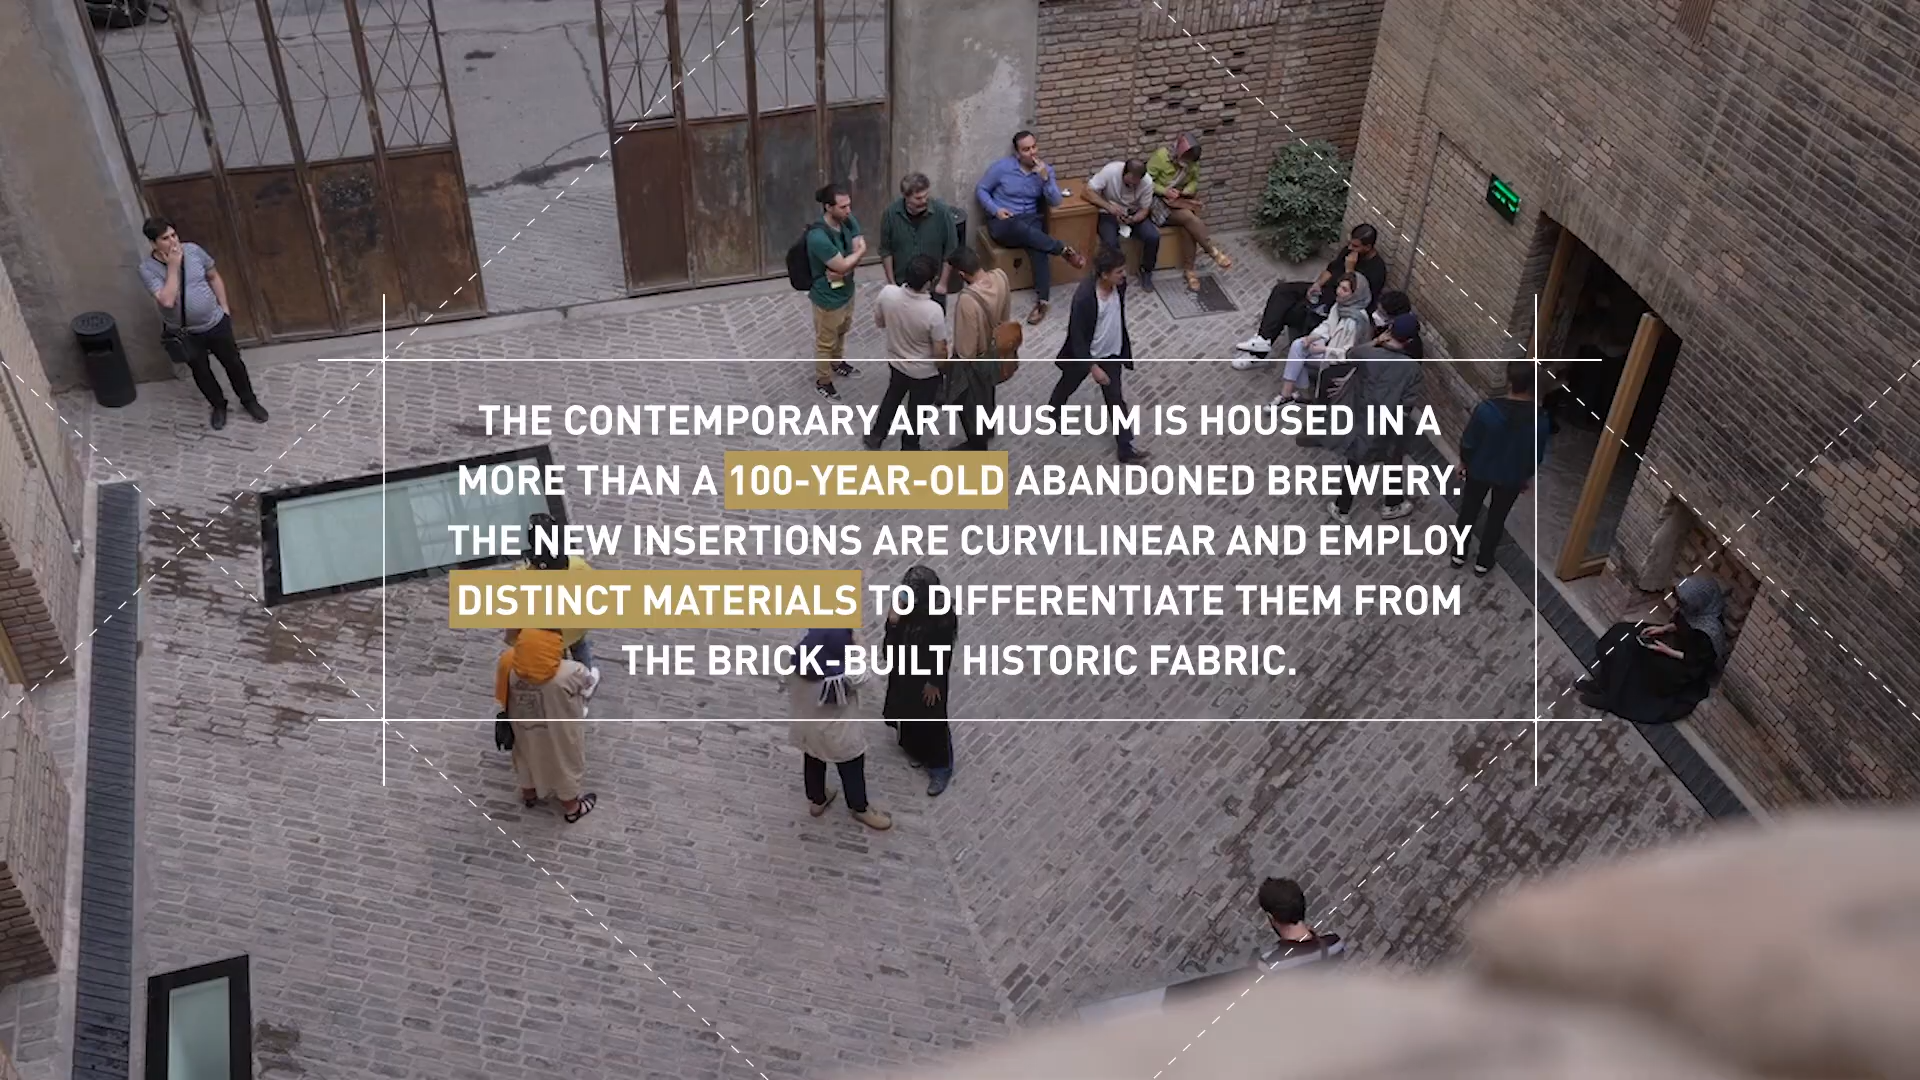 THE CONTEMPORARY ART MUSEUM IS HOUSED IN A
MORE THAN A 100-YEAR-OLD ABANDONED BREWERY.
THE NEW INSERTIONS ARE CURVILINEAR AND EMPLOY
DISTINCT MATERIALS TO DIFFERENTIATE THEM FROM
THE BRICK-BUILT HISTORIC FABRIC.